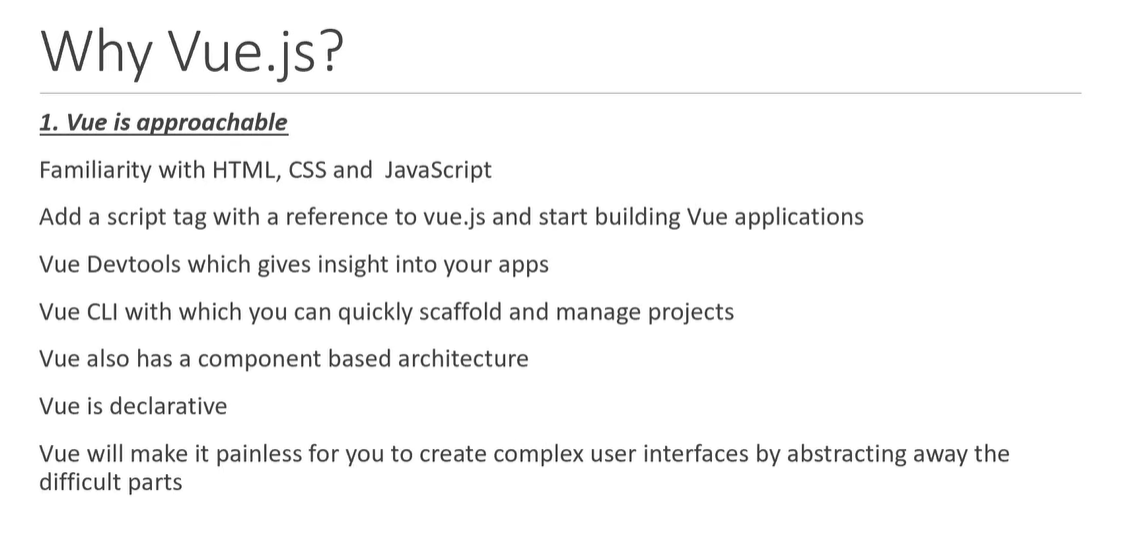 Why Vue.js?
1. Vue is approachable
Familiarity with HTML, CSS and  JavaScript
Add a script tag with a reference to vue.js and start building Vue applications
Vue Devtools which gives insight into your apps
Vue CLI with which you can quickly scaffold and manage projects
Vue also has a component based architecture
Vue is declarative
Vue will make it painless for you to create complex user interfaces by abstracting away the
difficult parts